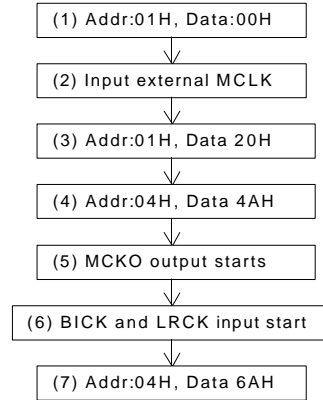 (1) Addr:01H, Data:00H
(2) Input external MCLK
(3) Addr:01H, Data 20H
(4) Addr:04H, Data 4AH
(5) MCKO output starts
(6) BICK and LRCK input start
(7) Addr:04H, Data 6AH